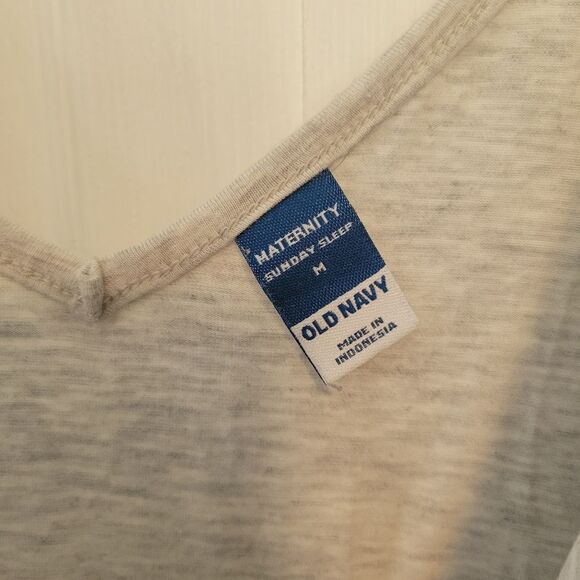 MATERNITY
SUNDAY SLEEP
M
OLD NAVY
MADE IN
INDONESIA